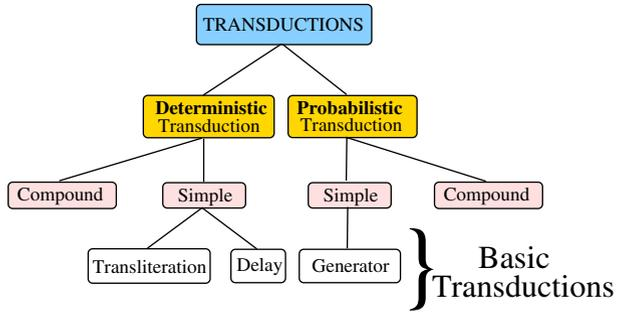 TRANSDUCTIONS
Deterministic
Transduction
Probabilistic
Transduction
Compound
Simple
Simple
Compound
Transliteration
Delay
Generator
Basic
Transductions